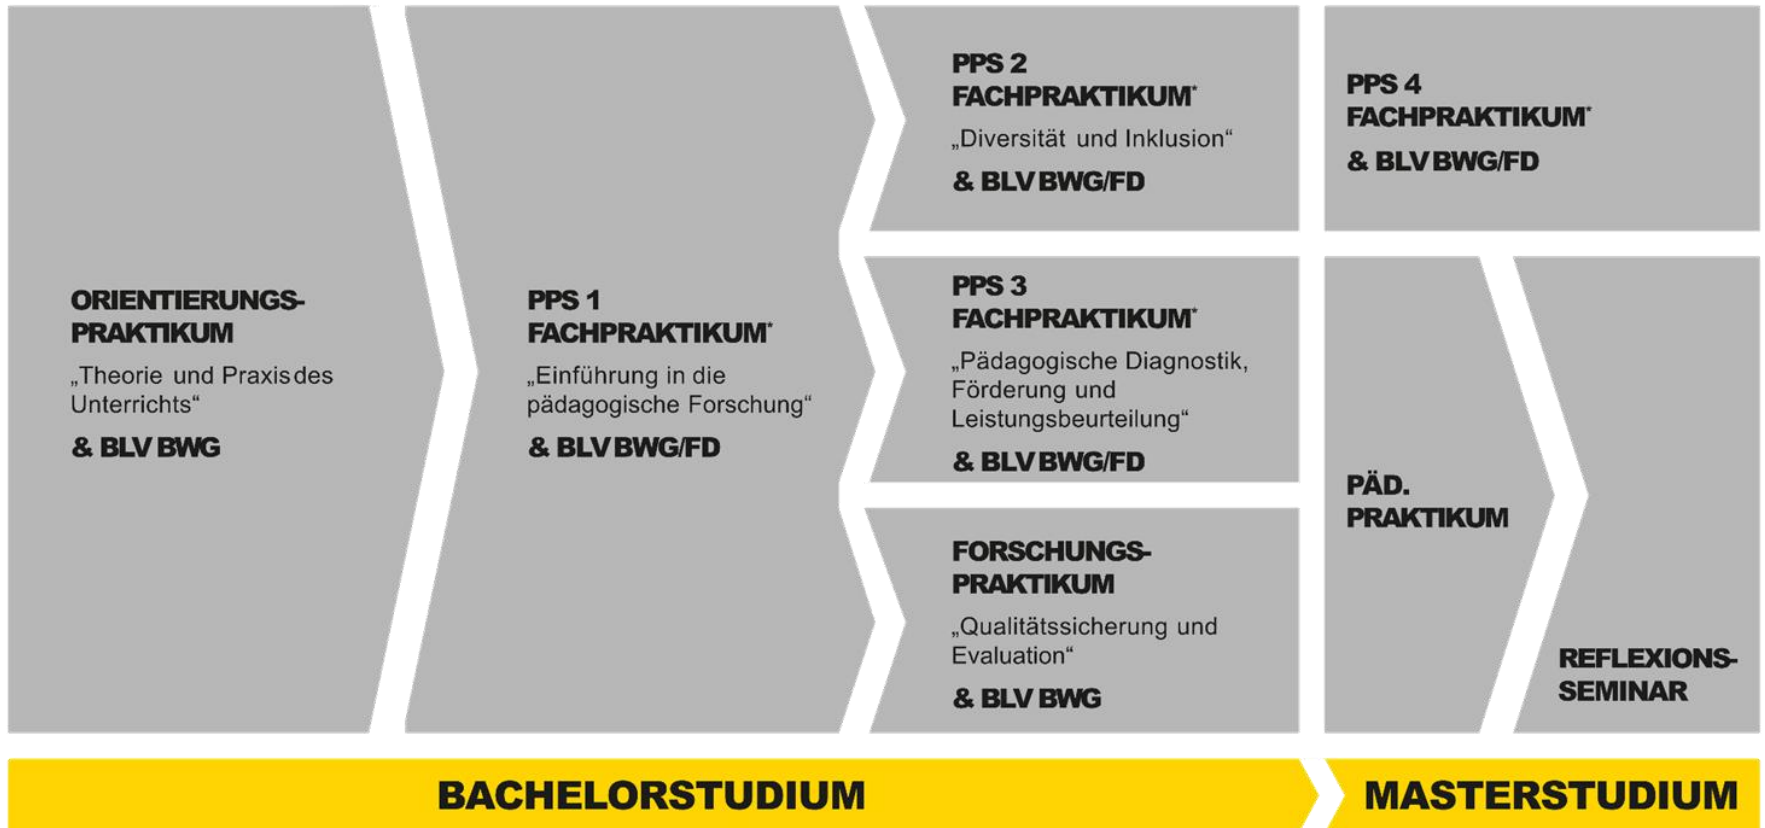 ORIENTIERUNGS-
PRAKTIKUM
„Theorie und Praxis des
Unterrichts“
& BLV BWG
PPS 1
FACHPRAKTIKUM*
„Einführung in die
pädagogische Forschung“
& BLV BWG/FD
PPS 2
FACHPRAKTIKUM*
„Diversität und Inklusion“
& BLV BWG/FD
PPS 3
FACHPRAKTIKUM*
„Pädagogische Diagnostik,
Förderung und
Leistungsbeurteilung“
& BLV BWG/FD
FORSCHUNGS-
PRAKTIKUM
„Qualitätssicherung und
Evaluation“
& BLV BWG
PPS 4
FACHPRAKTIKUM*
& BLV BWG/FD
PÄD.
PRAKTIKUM
REFLEXIONS-
SEMINAR
BACHELORSTUDIUM
MASTERSTUDIUM